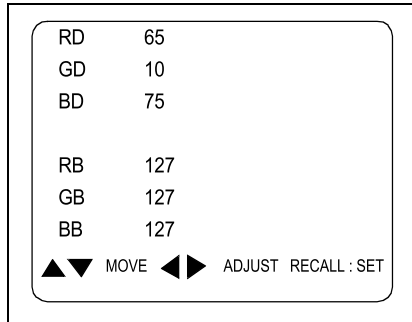 RD 65
GD 10
BD 75
RB 127
GB 127
BB 127
▲▼ MOVE ◀▶ ADJUST RECALL : SET